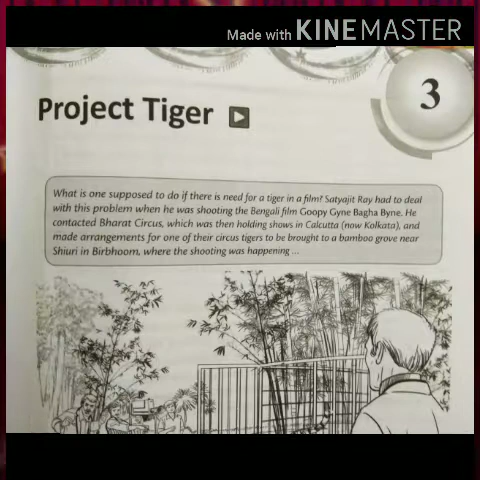 Made with KINEMASTER
3
Project Tiger
What is one supposed to do if there is need for a tiger in a film? Satyajit Ray had to deal
with this problem when he was shooting the Bengali film Goopy Gyne Bagha Byne. He
contacted Bharat Circus, which was then holding shows in Calcutta (now Kolkata), and
made arrangements for one of their circus tigers to be brought to a bamboo grove near
Shiuri in Birbhoom, where the shooting was happening ...